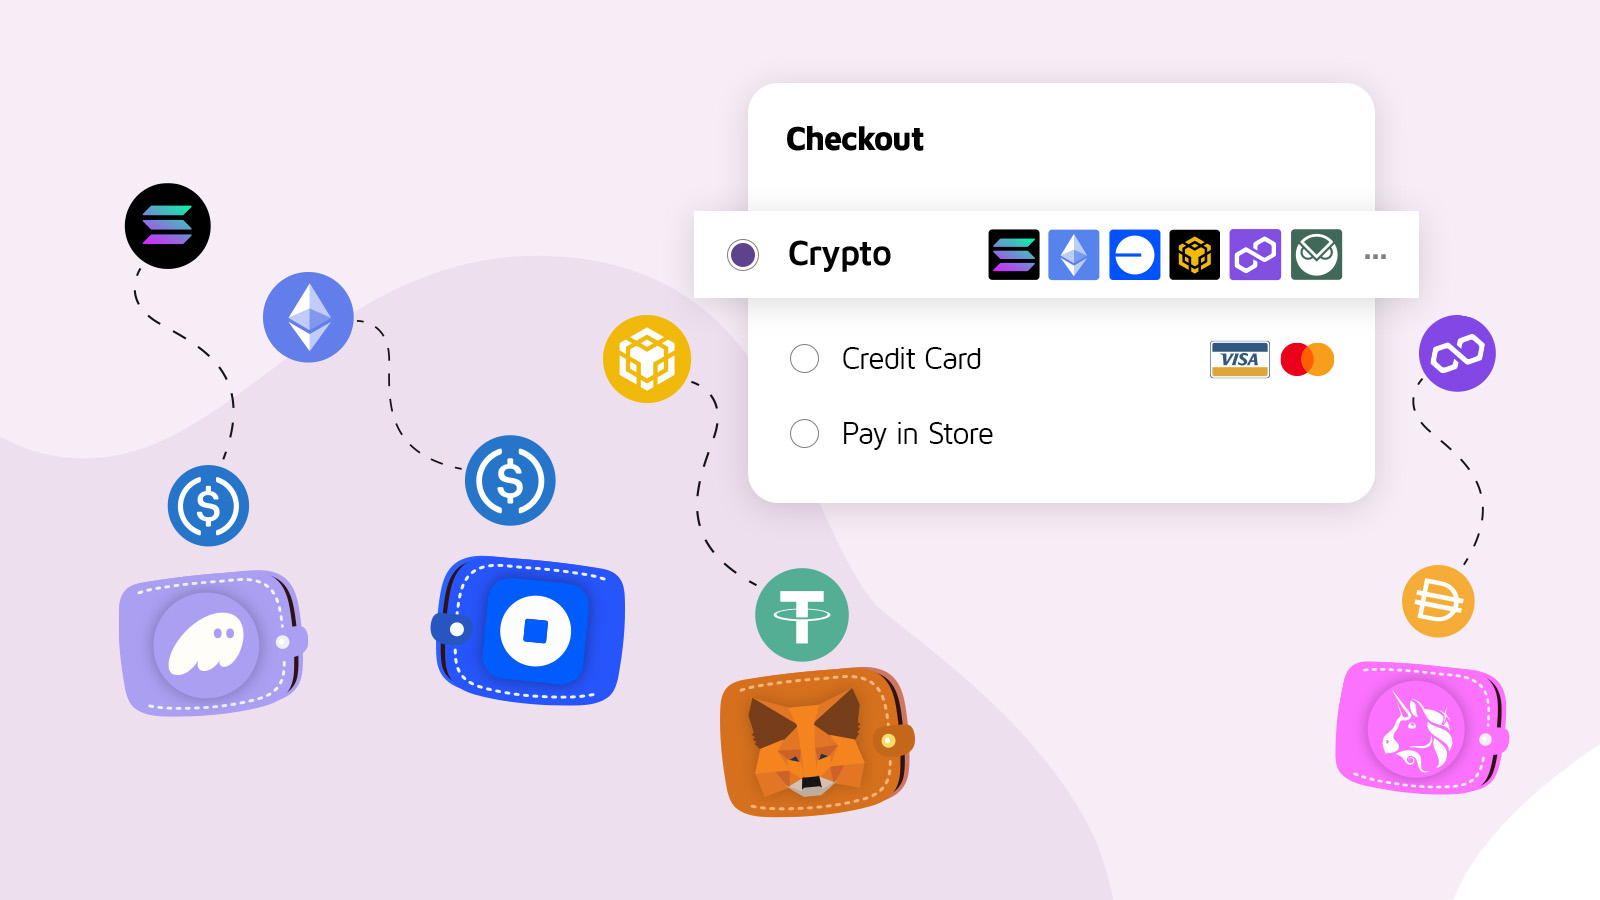 Checkout
Crypto
...
Credit Card
VISA
Pay in Store